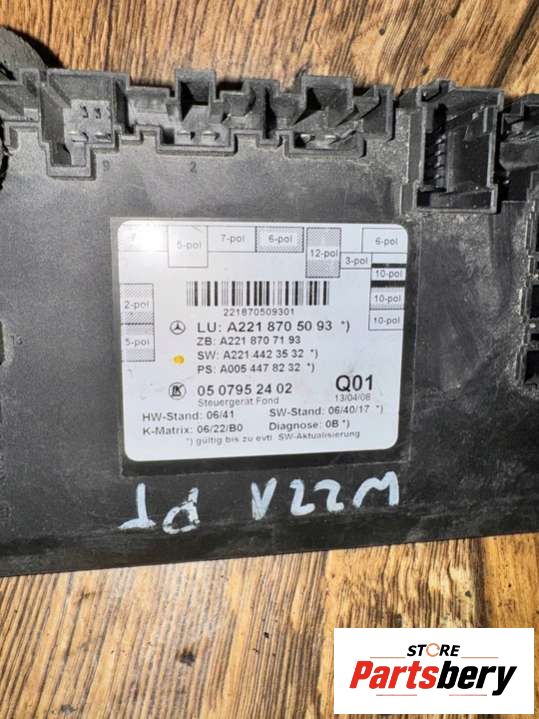 9 2
5-pol 7-pol 6-pol 12-pol 3-pol 6-pol
10-pol
10-pol
10-pol
2-pol
5-pol
221870509301
LU: A221 870 50 93 *)
ZB: A221 870 71 93
SW: A221 442 35 32 *)
PS: A005 447 82 32 *)
05 0795 24 02 Q01
Steuergerät Fond 13/04/08
HW-Stand: 06/41 SW-Stand: 06/40/17 *)
K-Matrix: 06/22/B0 Diagnose: 0B *)
*) gültig bis zu evtl. SW-Aktualisierung
STORE
Partsbery